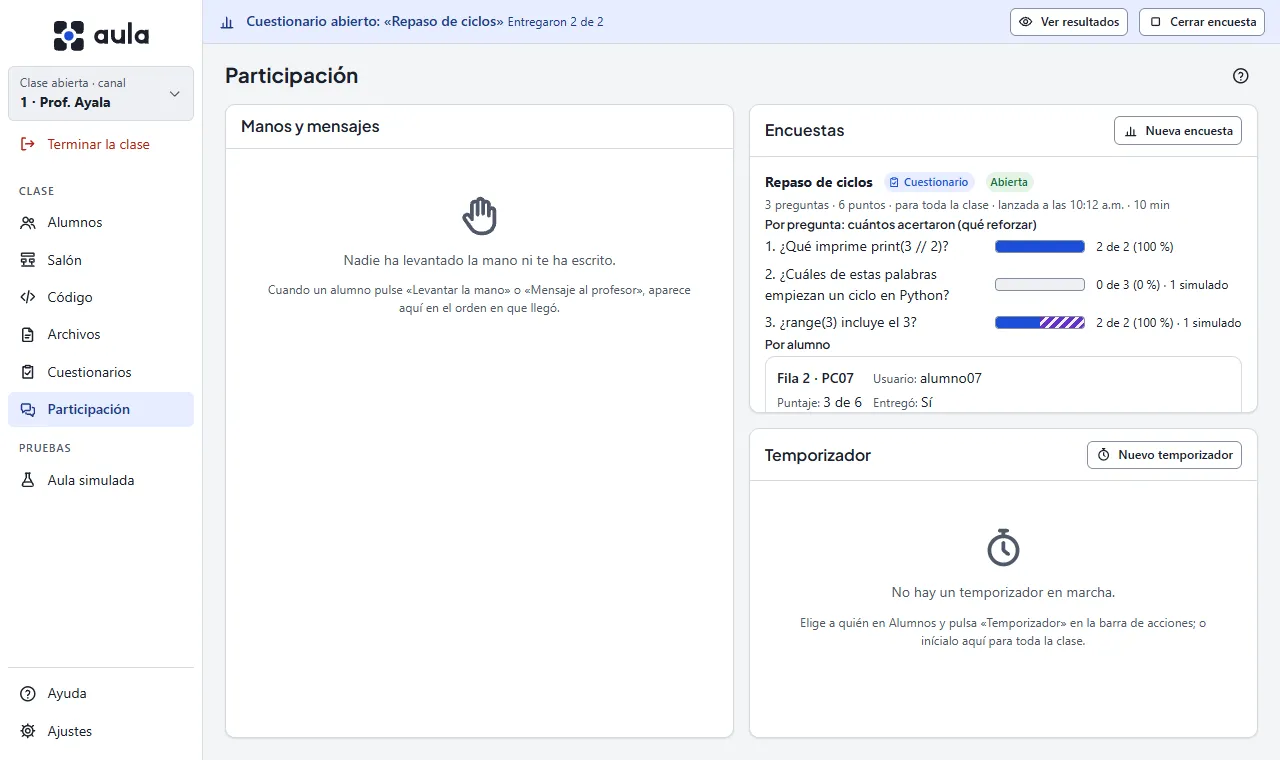 aula
Clase abierta · canal
1 · Prof. Ayala
Terminar la clase
CLASE
Alumnos
Salón
Código
Archivos
Cuestionarios
Participación
PRUEBAS
Aula simulada
Ayuda
Ajustes
Cuestionario abierto: «Repaso de ciclos» Entregaron 2 de 2
Ver resultados
Cerrar encuesta
Participación
Manos y mensajes
Nadie ha levantado la mano ni te ha escrito.
Cuando un alumno pulse «Levantar la mano» o «Mensaje al profesor», aparece
aquí en el orden en que llegó.
Encuestas
Nueva encuesta
Repaso de ciclos Cuestionario Abierta
3 preguntas · 6 puntos · para toda la clase · lanzada a las 10:12 a.m. · 10 min
Por pregunta: cuántos acertaron (qué reforzar)
1. ¿Qué imprime print(3 // 2)? 2 de 2 (100 %)
2. ¿Cuáles de estas palabras
empiezan un ciclo en Python? 0 de 3 (0 %) · 1 simulado
3. ¿range(3) incluye el 3? 2 de 2 (100 %) · 1 simulado
Por alumno
Fila 2 · PC07 Usuario: alumno07
Puntaje: 3 de 6 Entregó: Sí
Temporizador
Nuevo temporizador
No hay un temporizador en marcha.
Elige a quién en Alumnos y pulsa «Temporizador» en la barra de acciones; o
inícialo aquí para toda la clase.